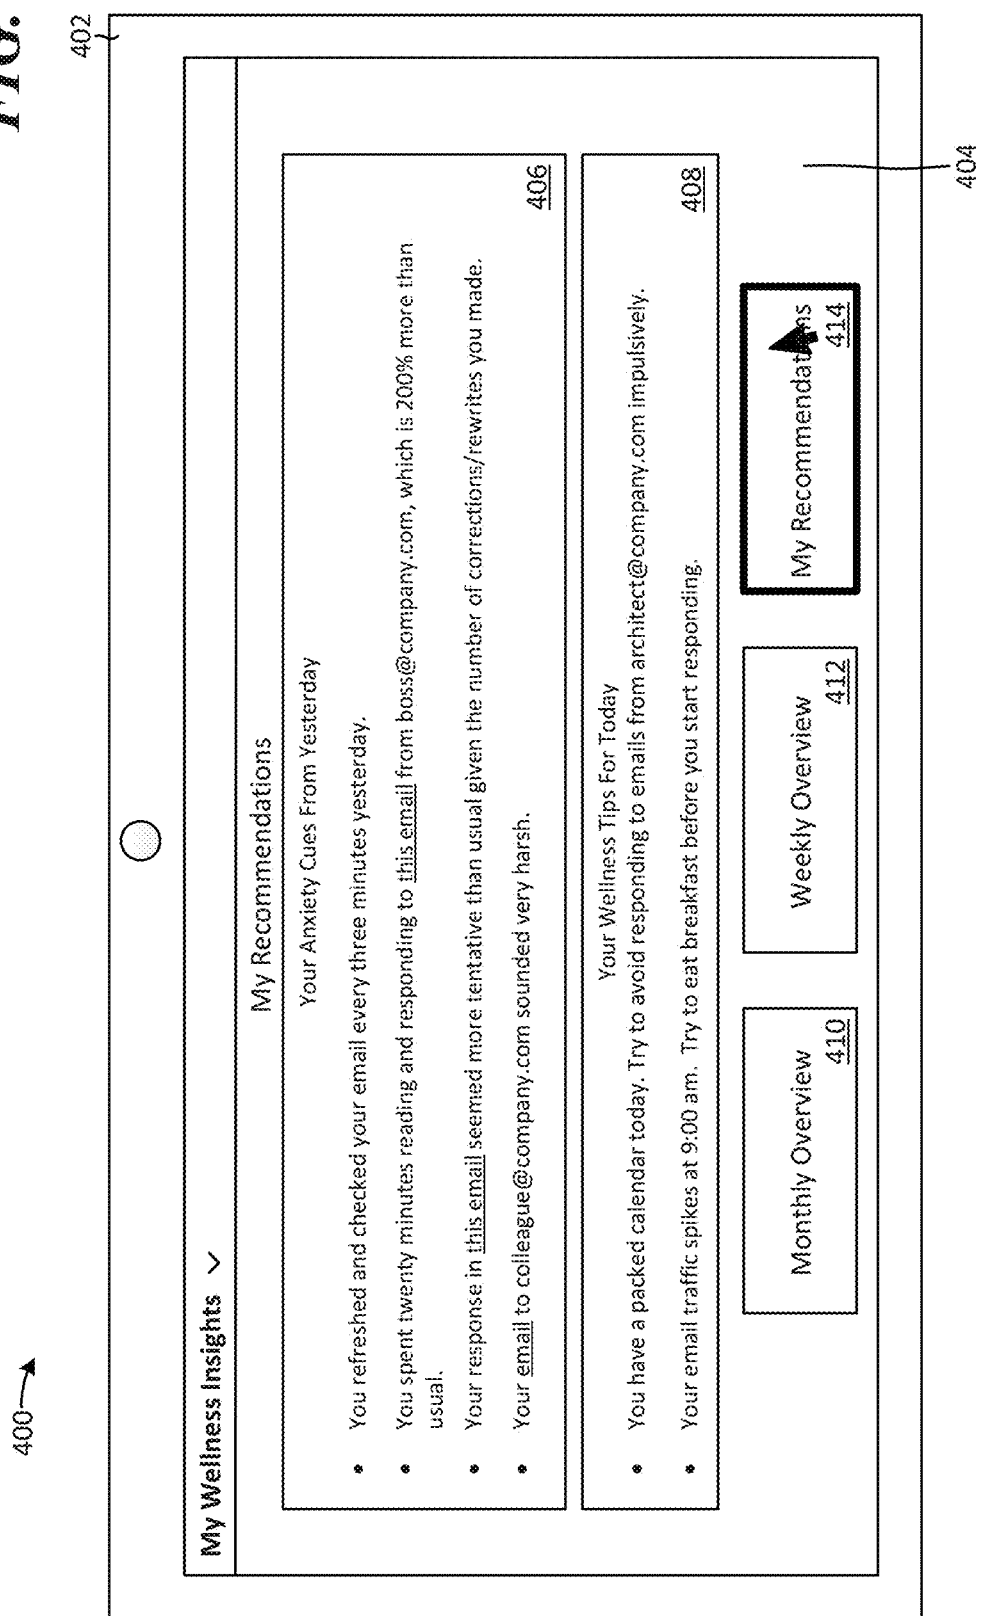 FIG.
400
402
My Wellness Insights
My Recommendations
Your Anxiety Cues From Yesterday
• You refreshed and checked your email every three minutes yesterday.
• You spent twenty minutes reading and responding to this email from boss@company.com, which is 200% more than
usual.
• Your response in this email seemed more tentative than usual given the number of corrections/rewrites you made.
• Your email to colleague@company.com sounded very harsh.
406
Your Wellness Tips For Today
• You have a packed calendar today. Try to avoid responding to emails from architect@company.com impulsively.
• Your email traffic spikes at 9:00 am. Try to eat breakfast before you start responding.
408
Monthly Overview
410
Weekly Overview
412
My Recommendations
414
404